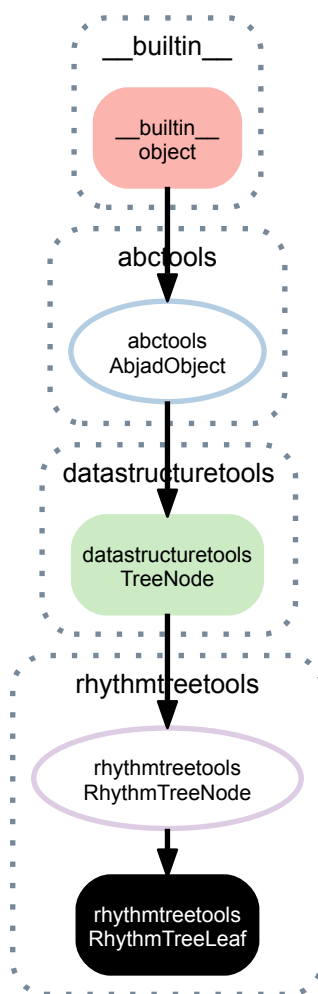 __builtin__
__builtin__
object
abctools
abctools
AbjadObject
datastructuretools
datastructuretools
TreeNode
rhythmtreetools
rhythmtreetools
RhythmTreeNode
rhythmtreetools
RhythmTreeLeaf